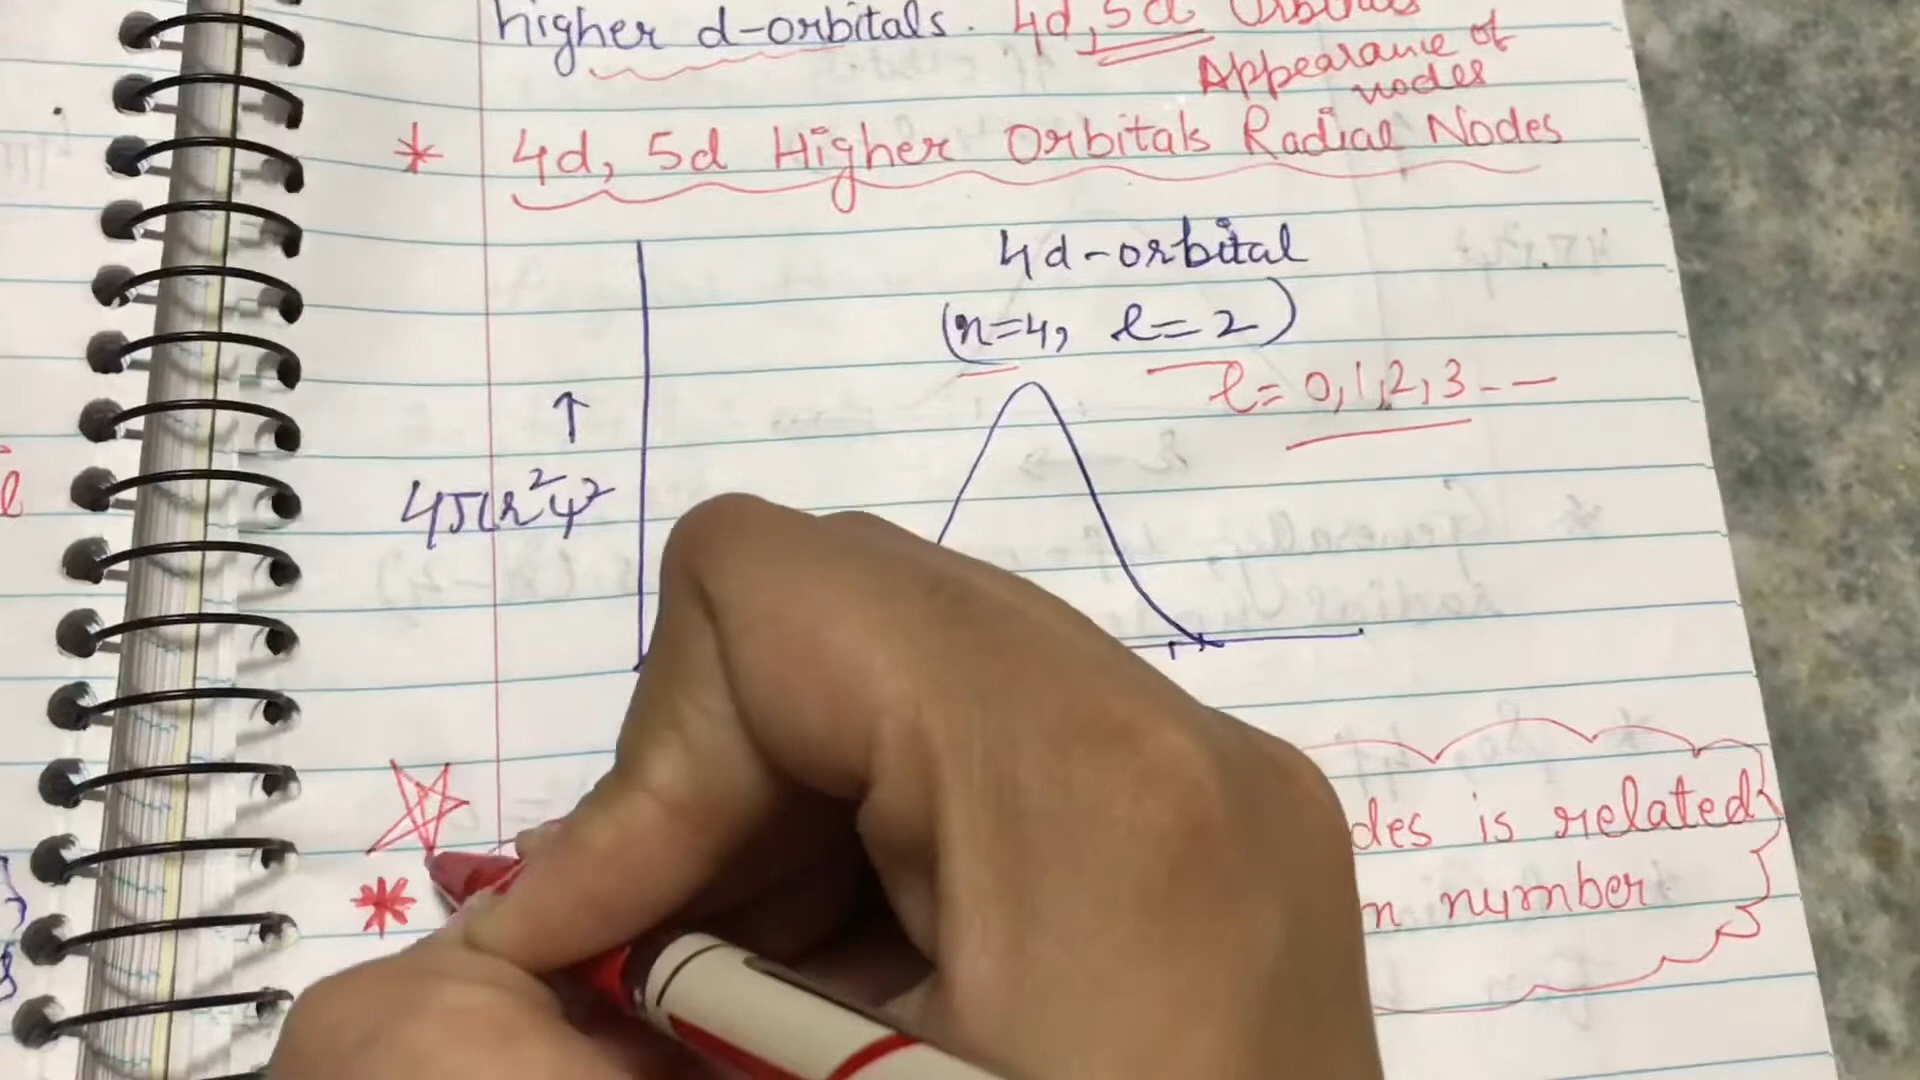 higher d-orbitals. 4d, 5d Orbitals
Appearance of
nodes
* 4d, 5d Higher Orbitals Radial Nodes
4d-orbital
(n=4, l=2)
l= 0,1,2,3--
↑
4πr²ψ²
des is related
n number